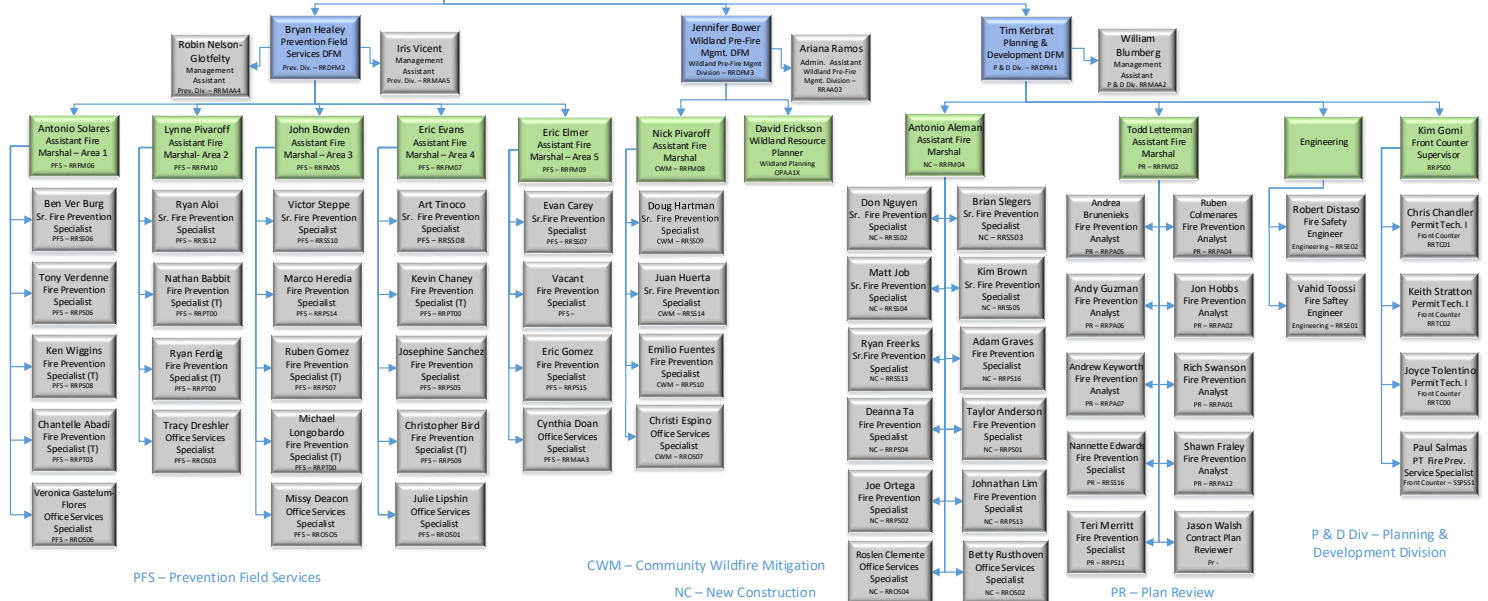 Bryan Healey
Prevention Field
Services DFM
Prev. Div. – RRDFM2
Robin Nelson-
Glotfelty
Management
Assistant
Prev. Div. – RRMAA4
Iris Vicent
Management
Assistant
Prev. Div. – RRMAA5
Jennifer Bower
Wildland Pre-Fire
Mgmt. DFM
Wildland Pre-Fire Mgmt
Division – RRDFM3
Ariana Ramos
Admin. Assistant
Wildland Pre-Fire
Mgmt. Division –
RRAA02
Tim Kerbrat
Planning &
Development DFM
P & D Div. – RRDFM1
William
Blumberg
Management
Assistant
P & D Div. RRMAA2
Antonio Solares
Assistant Fire
Marshal – Area 1
PFS – RRFM06
Lynne Pivaroff
Assistant Fire
Marshal- Area 2
PFS – RRFM10
John Bowden
Assistant Fire
Marshal – Area 3
PFS – RRFM05
Eric Evans
Assistant Fire
Marshal – Area 4
PFS – RRFM07
Eric Elmer
Assistant Fire
Marshal – Area 5
PFS – RRFM09
Nick Pivaroff
Assistant Fire
Marshal
CWM – RRFM08
David Erickson
Wildland Resource
Planner
Wildland Planning
OPAA1X
Antonio Aleman
Assistant Fire
Marshal
NC – RRFM04
Todd Letterman
Assistant Fire
Marshal
PR – RRFM02
Engineering
Kim Gomi
Front Counter
Supervisor
RRPS00
Ben Ver Burg
Sr. Fire Prevention
Specialist
PFS – RRSS06
Tony Verdenne
Fire Prevention
Specialist
PFS – RRPS06
Ken Wiggins
Fire Prevention
Specialist (T)
PFS – RRPS08
Chantelle Abadi
Fire Prevention
Specialist (T)
PFS – RRPT03
Veronica Gastelum-
Flores
Office Services
Specialist
PFS – RROS06
Ryan Aloi
Sr. Fire Prevention
Specialist
PFS – RRSS12
Nathan Babbit
Fire Prevention
Specialist (T)
PFS – RRPT00
Ryan Ferdig
Fire Prevention
Specialist (T)
PFS – RRPT00
Tracy Dreshler
Office Services
Specialist
PFS – RROS03
Victor Steppe
Sr. Fire Prevention
Specialist
PFS – RRSS10
Marco Heredia
Fire Prevention
Specialist
PFS – RRPS14
Ruben Gomez
Fire Prevention
Specialist (T)
PFS – RRPS07
Michael
Longobardo
Fire Prevention
Specialist (T)
PFS – RRPT00
Missy Deacon
Office Services
Specialist
PFS – RROS05
Art Tinoco
Sr. Fire Prevention
Specialist
PFS – RRSS08
Kevin Chaney
Fire Prevention
Specialist (T)
PFS – RRPT00
Josephine Sanchez
Fire Prevention
Specialist
PFS – RRPS05
Christopher Bird
Fire Prevention
Specialist (T)
PFS – RRPS09
Julie Lipshin
Office Services
Specialist
PFS – RROS01
Evan Carey
Sr.Fire Prevention
Specialist
PFS – RRSS07
Vacant
Fire Prevention
Specialist
PFS –
Eric Gomez
Fire Prevention
Specialist
PFS – RRPS15
Cynthia Doan
Office Services
Specialist
PFS – RRMAA3
Doug Hartman
Sr. Fire Prevention
Specialist
CWM – RRSS09
Juan Huerta
Sr. Fire Prevention
Specialist
CWM – RRSS14
Emilio Fuentes
Fire Prevention
Specialist
CWM – RRPS10
Christi Espino
Office Services
Specialist
CWM – RROS07
Don Nguyen
Sr. Fire Prevention
Specialist
NC – RRSS02
Brian Slegers
Sr. Fire Prevention
Specialist
NC – RRSS03
Matt Job
Sr. Fire Prevention
Specialist
NC – RRSS04
Kim Brown
Sr. Fire Prevention
Specialist
NC – RRSS05
Ryan Freerks
Sr.Fire Prevention
Specialist
NC – RRSS13
Adam Graves
Fire Prevention
Specialist
NC – RRPS16
Deanna Ta
Fire Prevention
Specialist
NC – RRPS04
Taylor Anderson
Fire Prevention
Specialist
NC – RRPS01
Joe Ortega
Fire Prevention
Specialist
NC – RRPS02
Johnathan Lim
Fire Prevention
Specialist
NC – RRPS13
Roslen Clemente
Office Services
Specialist
NC – RROS04
Betty Rusthoven
Office Services
Specialist
NC – RROS02
Andrea
Brunenieks
Fire Prevention
Analyst
PR – RRPA05
Ruben
Colmenares
Fire Prevention
Analyst
PR – RRPA04
Andy Guzman
Fire Prevention
Analyst
PR – RRPA06
Jon Hobbs
Fire Prevention
Analyst
PR – RRPA02
Andrew Keyworth
Fire Prevention
Analyst
PR – RRPA07
Rich Swanson
Fire Prevention
Analyst
PR – RRPA01
Nannette Edwards
Fire Prevention
Specialist
PR – RRSS16
Shawn Fraley
Fire Prevention
Analyst
PR – RRPA12
Teri Merritt
Fire Prevention
Specialist
PR – RRPS11
Jason Walsh
Contract Plan
Reviewer
Pr -
Robert Distaso
Fire Safety
Engineer
Engineering – RRSE02
Vahid Toossi
Fire Saftey
Engineer
Engineering – RRSE01
Chris Chandler
Permit Tech. I
Front Counter
RRTC01
Keith Stratton
Permit Tech. I
Front Counter
RRTC02
Joyce Tolentino
Permit Tech. I
Front Counter
RRTC00
Paul Salmas
PT Fire Prev.
Service Specialist
Front Counter – SSPSS1
PFS – Prevention Field Services
CWM – Community Wildfire Mitigation
NC – New Construction
PR – Plan Review
P & D Div – Planning &
Development Division